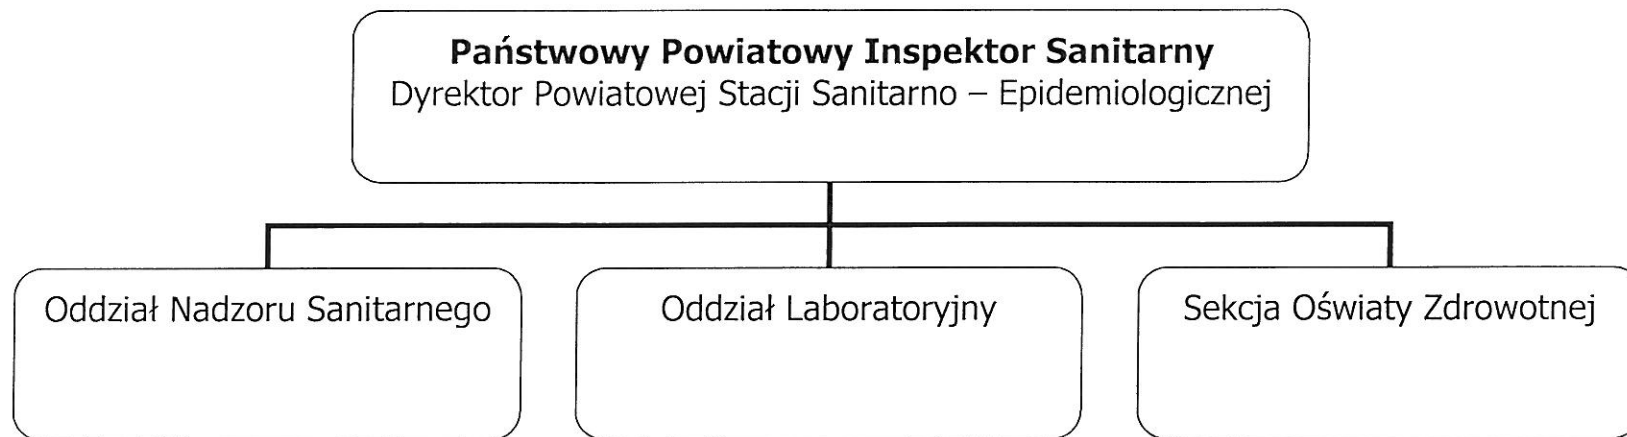 Państwowy Powiatowy Inspektor Sanitarny
Dyrektor Powiatowej Stacji Sanitarno – Epidemiologicznej
Oddział Nadzoru Sanitarnego
Oddział Laboratoryjny
Sekcja Oświaty Zdrowotnej